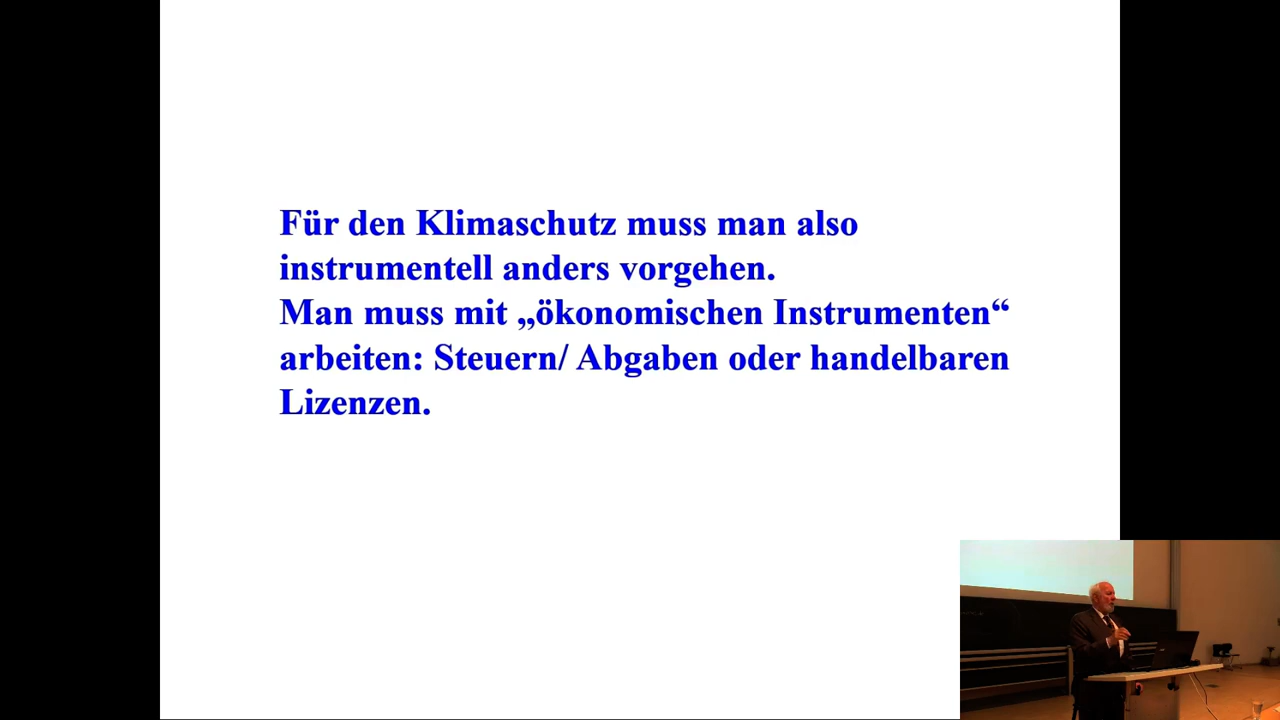 Für den Klimaschutz muss man also
instrumentell anders vorgehen.
Man muss mit „ökonomischen Instrumenten“
arbeiten: Steuern/ Abgaben oder handelbaren
Lizenzen.